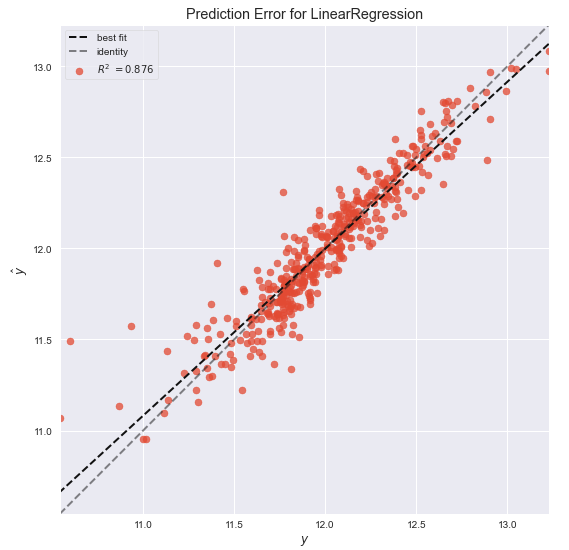 Prediction Error for LinearRegression
best fit
identity
R² = 0.876
13.0
12.5
12.0
11.5
11.0
ŷ
11.0 11.5 12.0 12.5 13.0
y